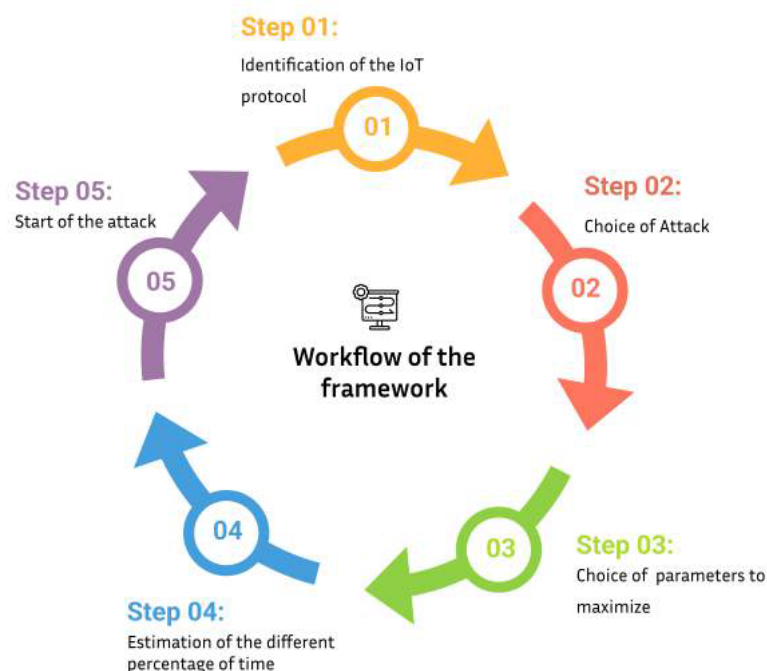 Step 01:
Identification of the IoT
protocol
01
Step 02:
Choice of Attack
02
Step 03:
Choice of parameters to
maximize
03
Step 04:
Estimation of the different
percentage of time
04
Step 05:
Start of the attack
05
Workflow of the
framework